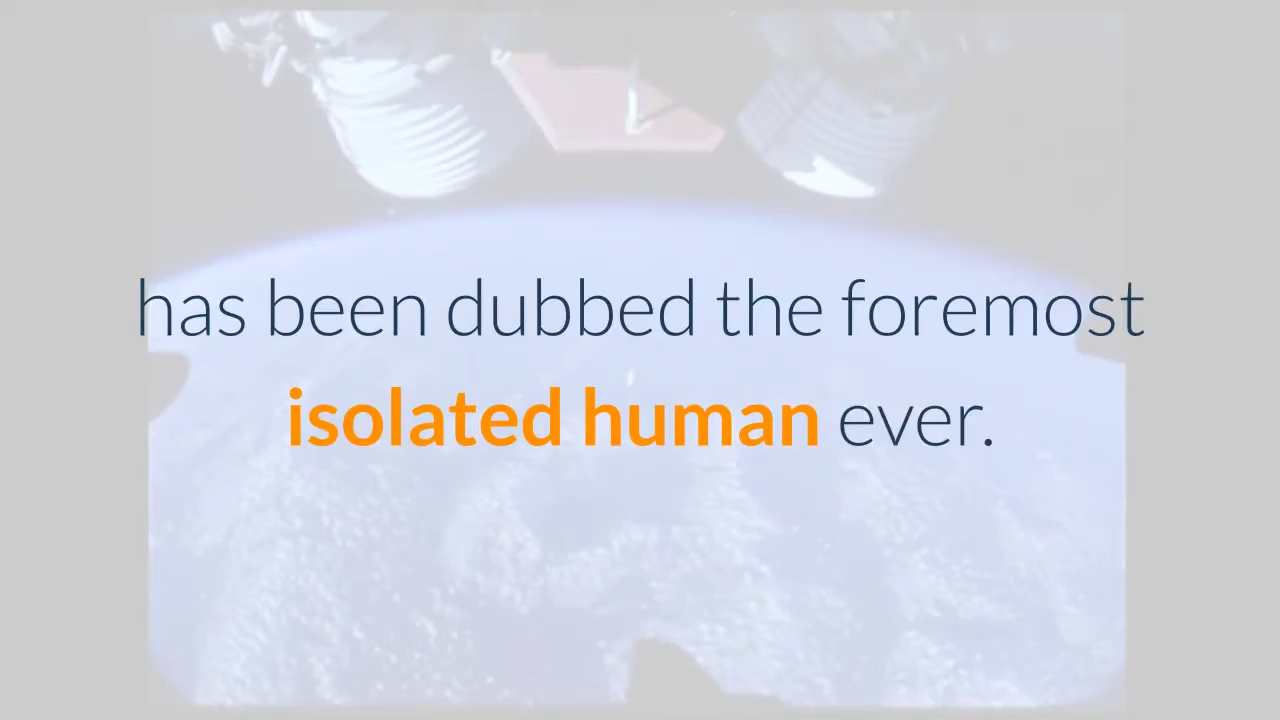 has been dubbed the foremost
isolated human ever.